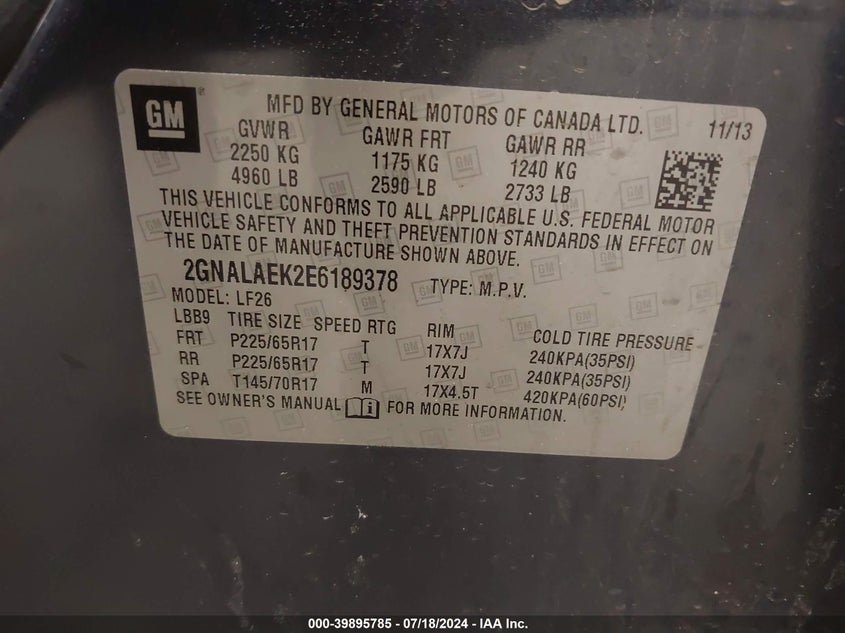 GM
MFD BY GENERAL MOTORS OF CANADA LTD. 11/13
GVWR GAWR FRT GAWR RR
2250 KG 1175 KG 1240 KG
4960 LB 2590 LB 2733 LB
THIS VEHICLE CONFORMS TO ALL APPLICABLE U.S. FEDERAL MOTOR
VEHICLE SAFETY AND THEFT PREVENTION STANDARDS IN EFFECT ON
THE DATE OF MANUFACTURE SHOWN ABOVE.
2GNALAEK2E6189378 TYPE: M.P.V.
MODEL: LF26
LBB9 TIRE SIZE SPEED RTG RIM COLD TIRE PRESSURE
FRT P225/65R17 T 17X7J 240KPA(35PSI)
RR P225/65R17 T 17X7J 240KPA(35PSI)
SPA T145/70R17 M 17X4.5T 420KPA(60PSI)
SEE OWNER'S MANUAL FOR MORE INFORMATION.
000-39895785 - 07/18/2024 - IAA Inc.